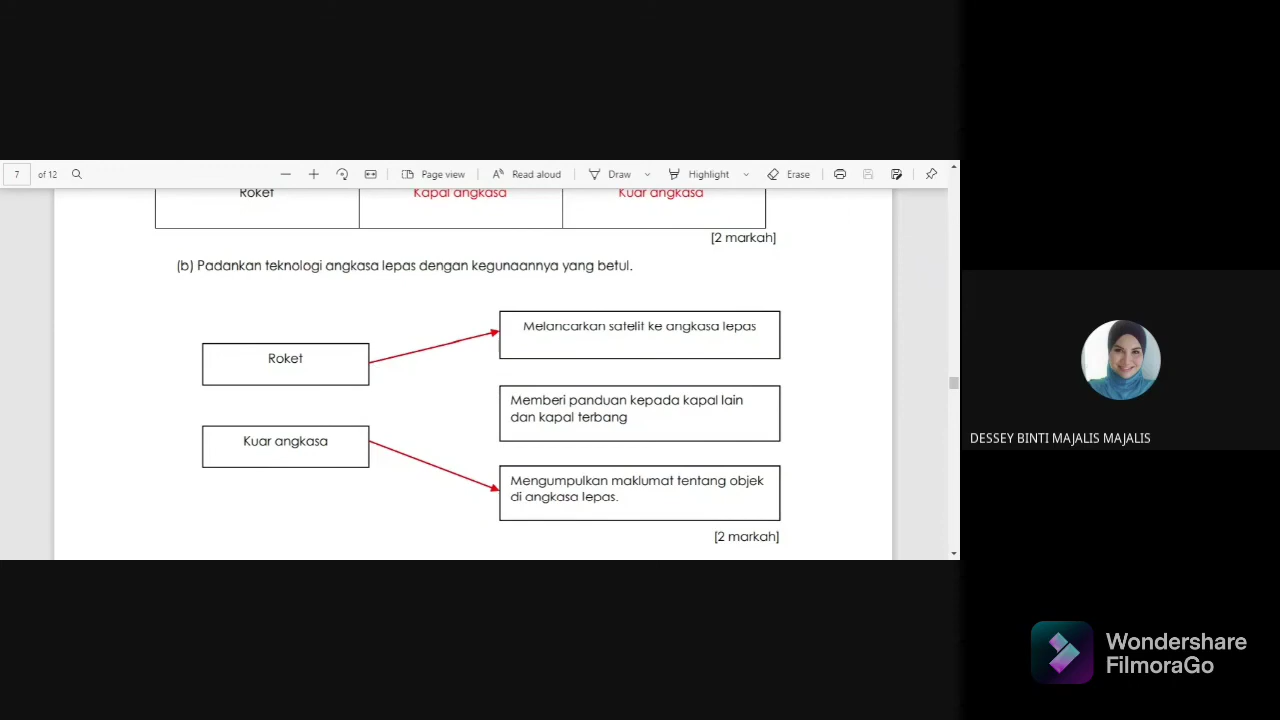 7 of 12 Page view Read aloud Draw Highlight Erase
Roket Kapal angkasa Kuar angkasa
[2 markah]
(b) Padankan teknologi angkasa lepas dengan kegunaannya yang betul.
Melancarkan satelit ke angkasa lepas
Roket
Memberi panduan kepada kapal lain
dan kapal terbang
Kuar angkasa
Mengumpulkan maklumat tentang objek
di angkasa lepas.
[2 markah]
DESSEY BINTI MAJALIS MAJALIS
Wondershare
FilmoraGo